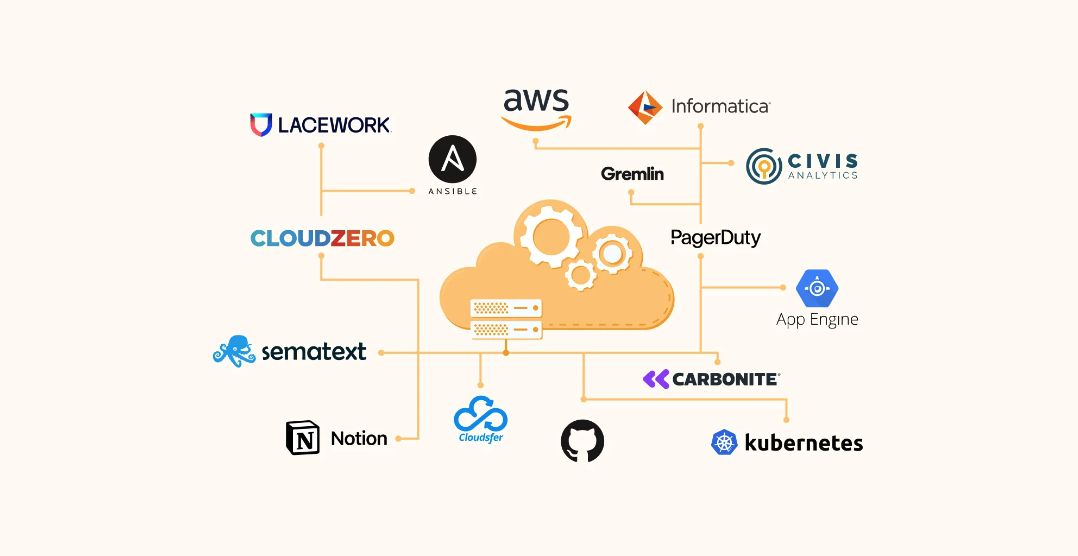 aws
Informatica
LACEWORK
ANSIBLE
Gremlin
CIVIS
ANALYTICS
CLOUDZERO
PagerDuty
App Engine
sematext
CARBONITE
Notion
Cloudsfer
kubernetes